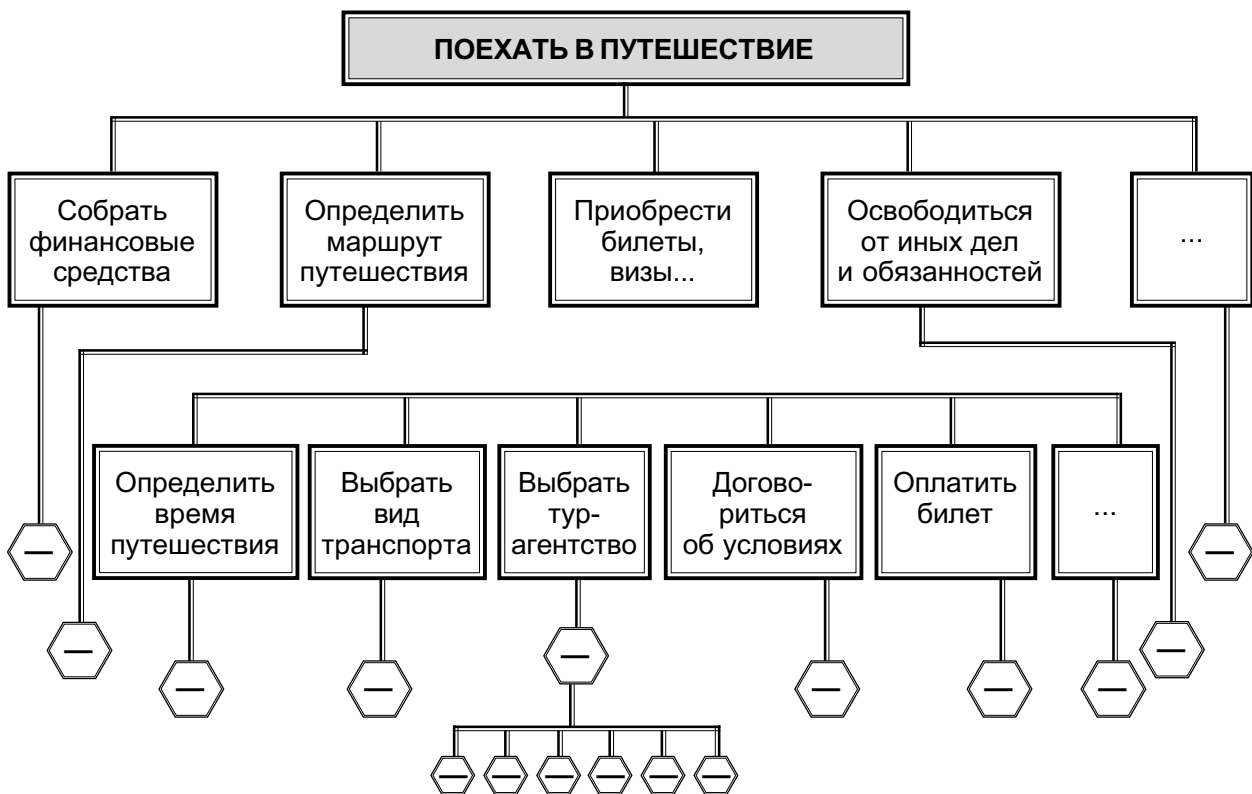 ПОЕХАТЬ В ПУТЕШЕСТВИЕ
Собрать
финансовые
средства
Определить
маршрут
путешествия
Приобрести
билеты,
визы...
Освободиться
от иных дел
и обязанностей
...
Определить
время
путешествия
Выбрать
вид
транспорта
Выбрать
тур-
агентство
Догово-
риться
об условиях
Оплатить
билет
...